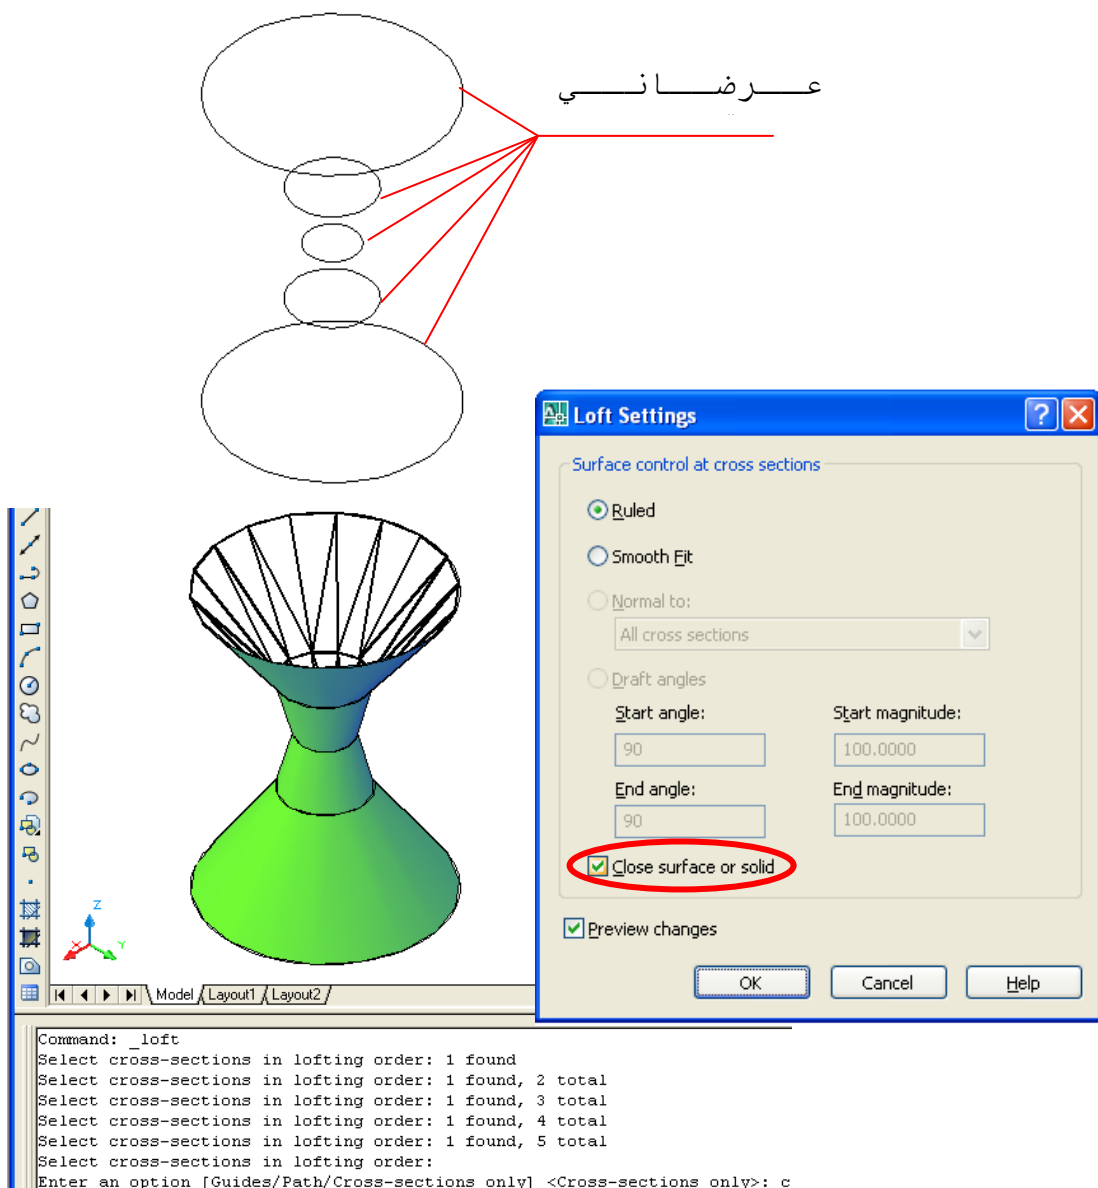 عرضاني
Loft Settings
Surface control at cross sections
Ruled
Smooth Fit
Normal to:
All cross sections
Draft angles
Start angle: Start magnitude:
90 100.0000
End angle: End magnitude:
90 100.0000
Close surface or solid
Preview changes
OK Cancel Help
Z
X Y
Model Layout1 Layout2
Command: _loft
Select cross-sections in lofting order: 1 found
Select cross-sections in lofting order: 1 found, 2 total
Select cross-sections in lofting order: 1 found, 3 total
Select cross-sections in lofting order: 1 found, 4 total
Select cross-sections in lofting order: 1 found, 5 total
Select cross-sections in lofting order:
Enter an option [Guides/Path/Cross-sections only] <Cross-sections only>: c